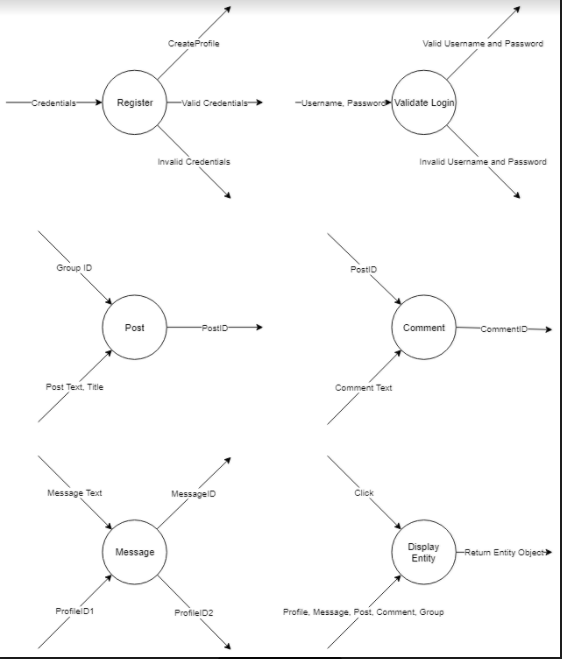 CreateProfile
Credentials
Register
Valid Credentials
Invalid Credentials
Valid Username and Password
Username, Password
Validate Login
Invalid Username and Password
Group ID
Post
PostID
Post Text, Title
PostID
Comment
CommentID
Comment Text
Message Text
MessageID
Message
ProfileID1
ProfileID2
Click
Display
Entity
Return Entity Object
Profile, Message, Post, Comment, Group